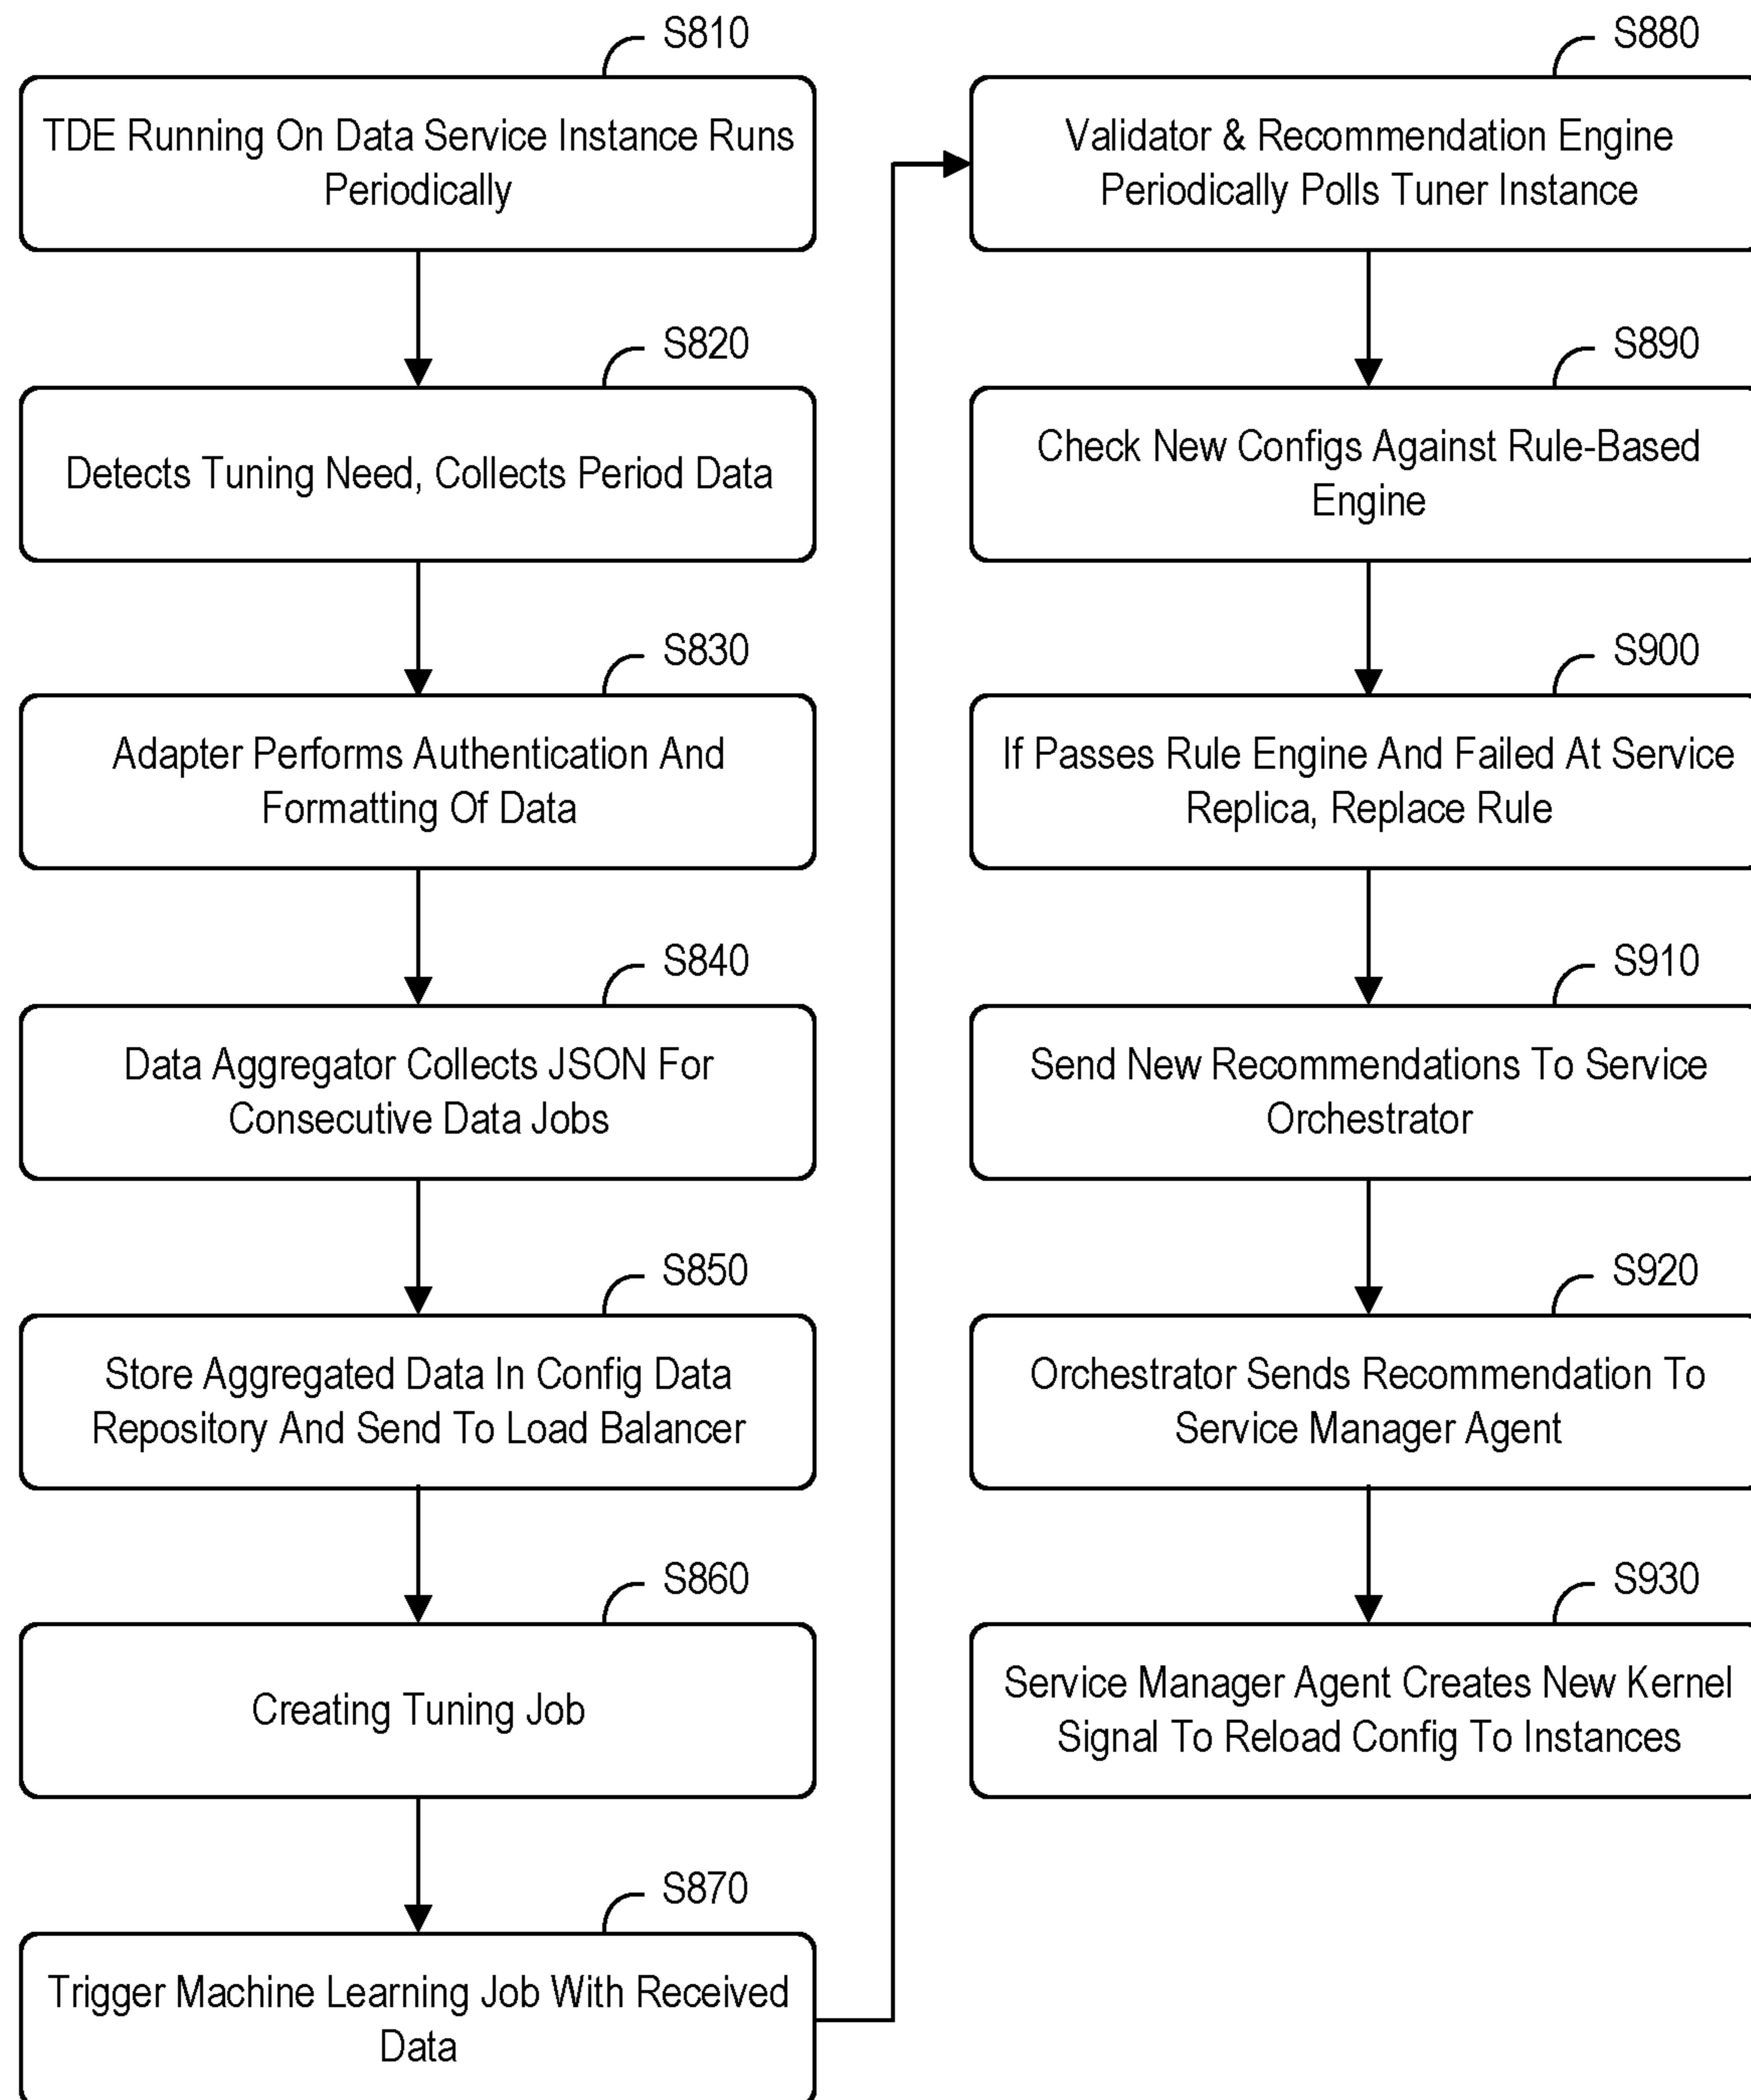 S810
TDE Running On Data Service Instance Runs
Periodically
S820
Detects Tuning Need, Collects Period Data
S830
Adapter Performs Authentication And
Formatting Of Data
S840
Data Aggregator Collects JSON For
Consecutive Data Jobs
S850
Store Aggregated Data In Config Data
Repository And Send To Load Balancer
S860
Creating Tuning Job
S870
Trigger Machine Learning Job With Received
Data
S880
Validator & Recommendation Engine
Periodically Polls Tuner Instance
S890
Check New Configs Against Rule-Based
Engine
S900
If Passes Rule Engine And Failed At Service
Replica, Replace Rule
S910
Send New Recommendations To Service
Orchestrator
S920
Orchestrator Sends Recommendation To
Service Manager Agent
S930
Service Manager Agent Creates New Kernel
Signal To Reload Config To Instances